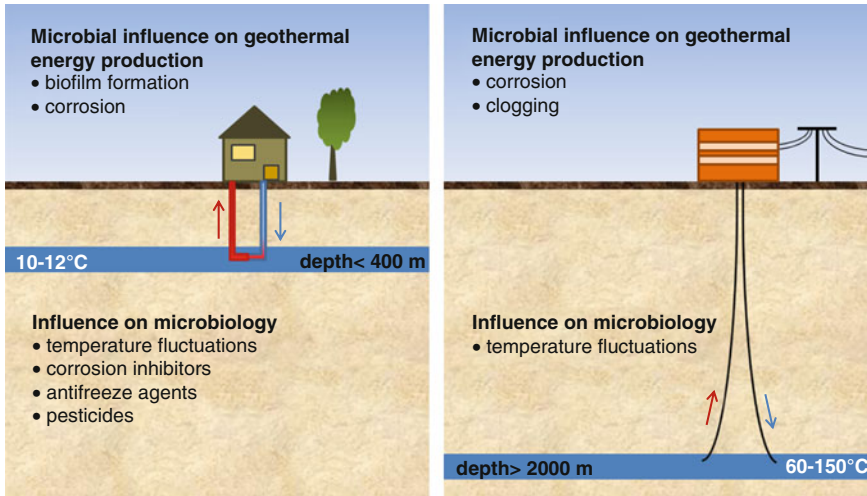 Microbial influence on geothermal
energy production
• biofilm formation
• corrosion
10-12°C
depth< 400 m
Influence on microbiology
• temperature fluctuations
• corrosion inhibitors
• antifreeze agents
• pesticides
Microbial influence on geothermal
energy production
• corrosion
• clogging
Influence on microbiology
• temperature fluctuations
depth> 2000 m
60-150°C